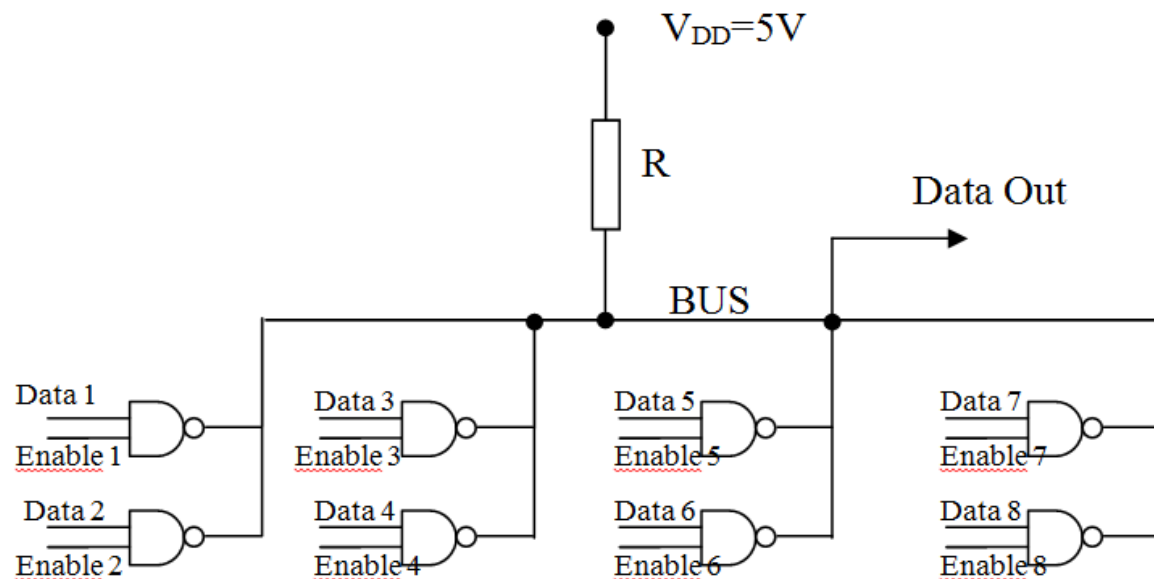 VDD=5V
R
Data Out
BUS
Data 1
Data 3
Data 5
Data 7
Enable 1
Enable 3
Enable 5
Enable 7
Data 2
Data 4
Data 6
Data 8
Enable 2
Enable 4
Enable 6
Enable 8